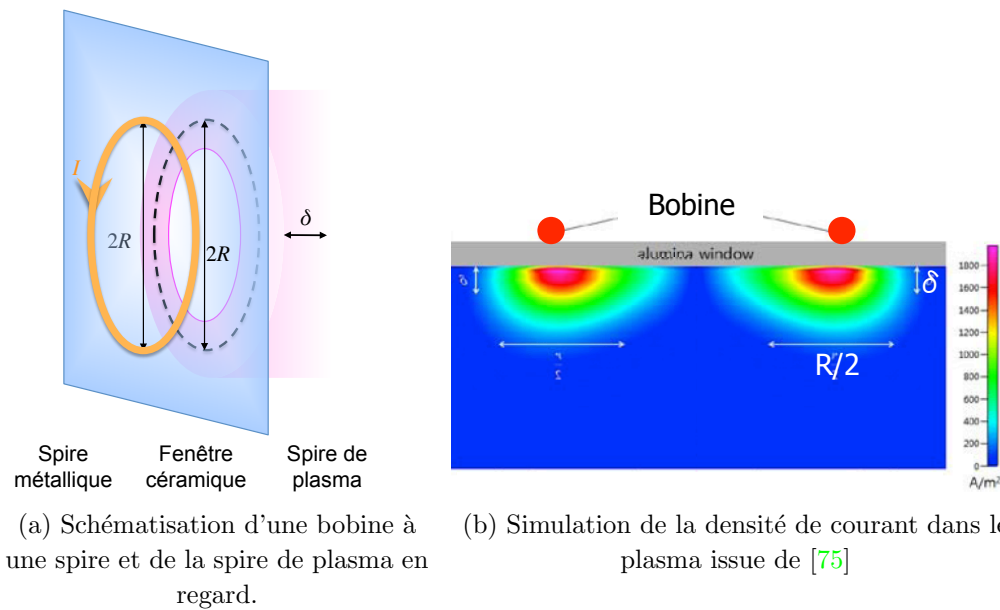 I
2R
2R
δ
Spire
métallique
Fenêtre
céramique
Spire de
plasma
(a) Schématisation d'une bobine à
une spire et de la spire de plasma en
regard.
Bobine
alumina window
δ
δ
R/2
1800
1600
1400
1200
1000
800
600
400
200
0
A/m²
(b) Simulation de la densité de courant dans le
plasma issue de [75]